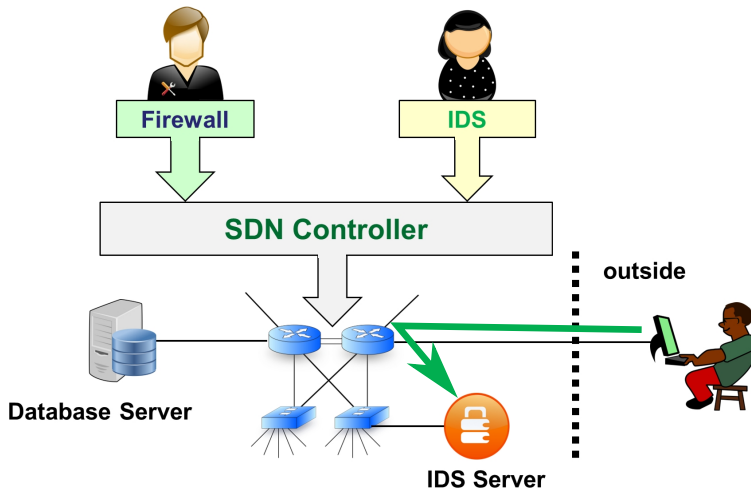 Firewall
IDS
SDN Controller
outside
Database Server
IDS Server